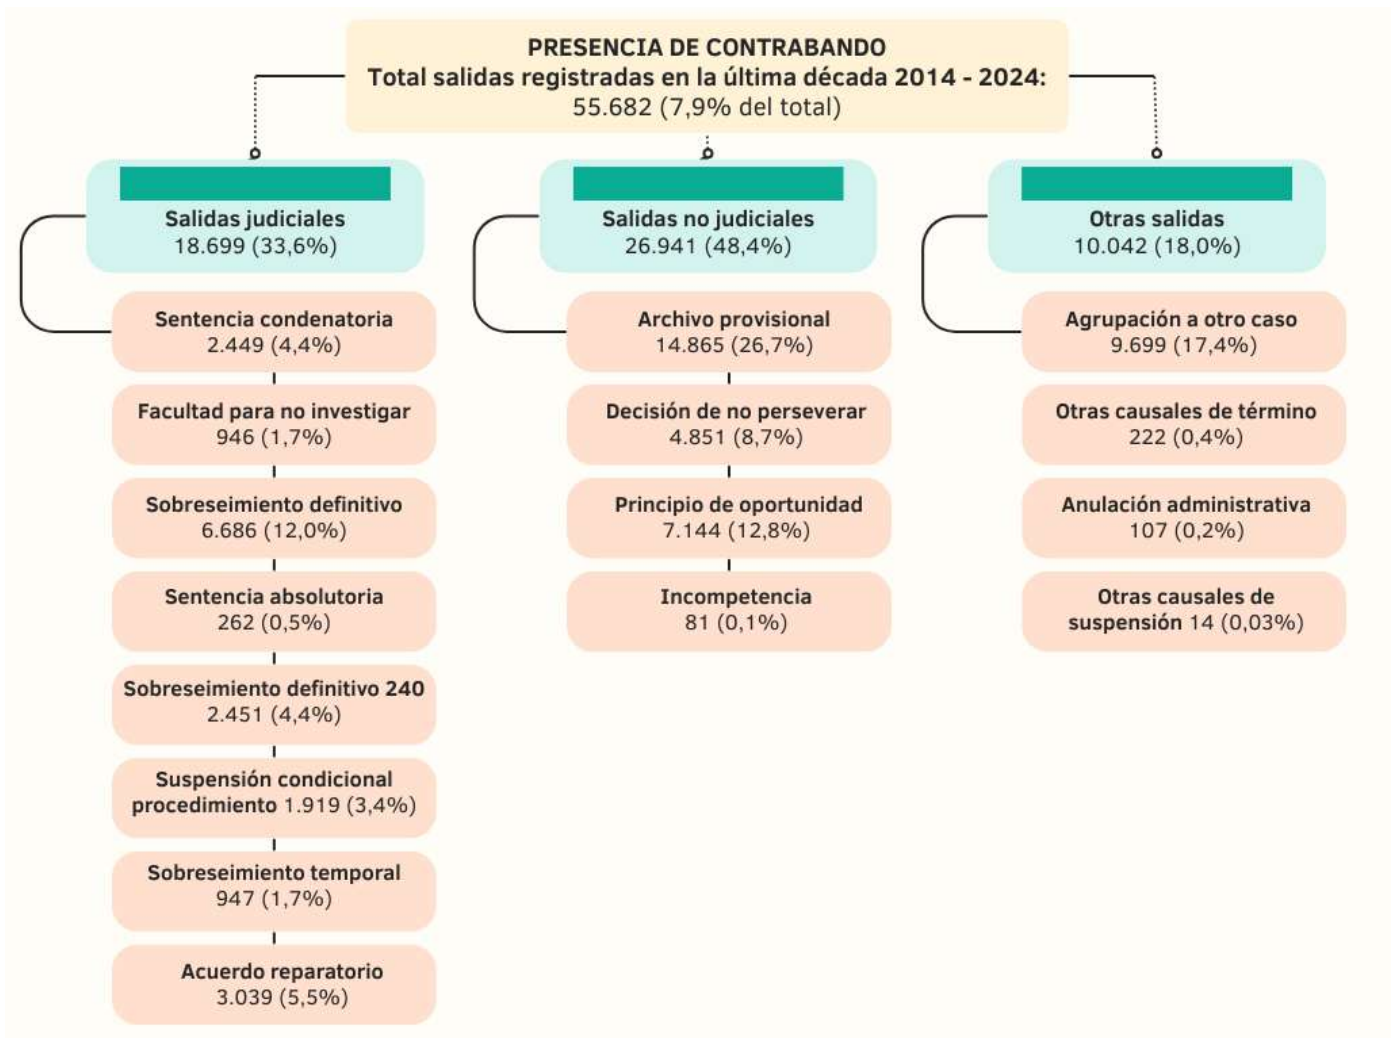 PRESENCIA DE CONTRABANDO
Total salidas registradas en la última década 2014 - 2024:
55.682 (7,9% del total)
Salidas judiciales
18.699 (33,6%)
Sentencia condenatoria
2.449 (4,4%)
Facultad para no investigar
946 (1,7%)
Sobreseimiento definitivo
6.686 (12,0%)
Sentencia absolutoria
262 (0,5%)
Sobreseimiento definitivo 240
2.451 (4,4%)
Suspensión condicional
procedimiento 1.919 (3,4%)
Sobreseimiento temporal
947 (1,7%)
Acuerdo reparatorio
3.039 (5,5%)
Salidas no judiciales
26.941 (48,4%)
Archivo provisional
14.865 (26,7%)
Decisión de no perseverar
4.851 (8,7%)
Principio de oportunidad
7.144 (12,8%)
Incompetencia
81 (0,1%)
Otras salidas
10.042 (18,0%)
Agrupación a otro caso
9.699 (17,4%)
Otras causales de término
222 (0,4%)
Anulación administrativa
107 (0,2%)
Otras causales de
suspensión 14 (0,03%)